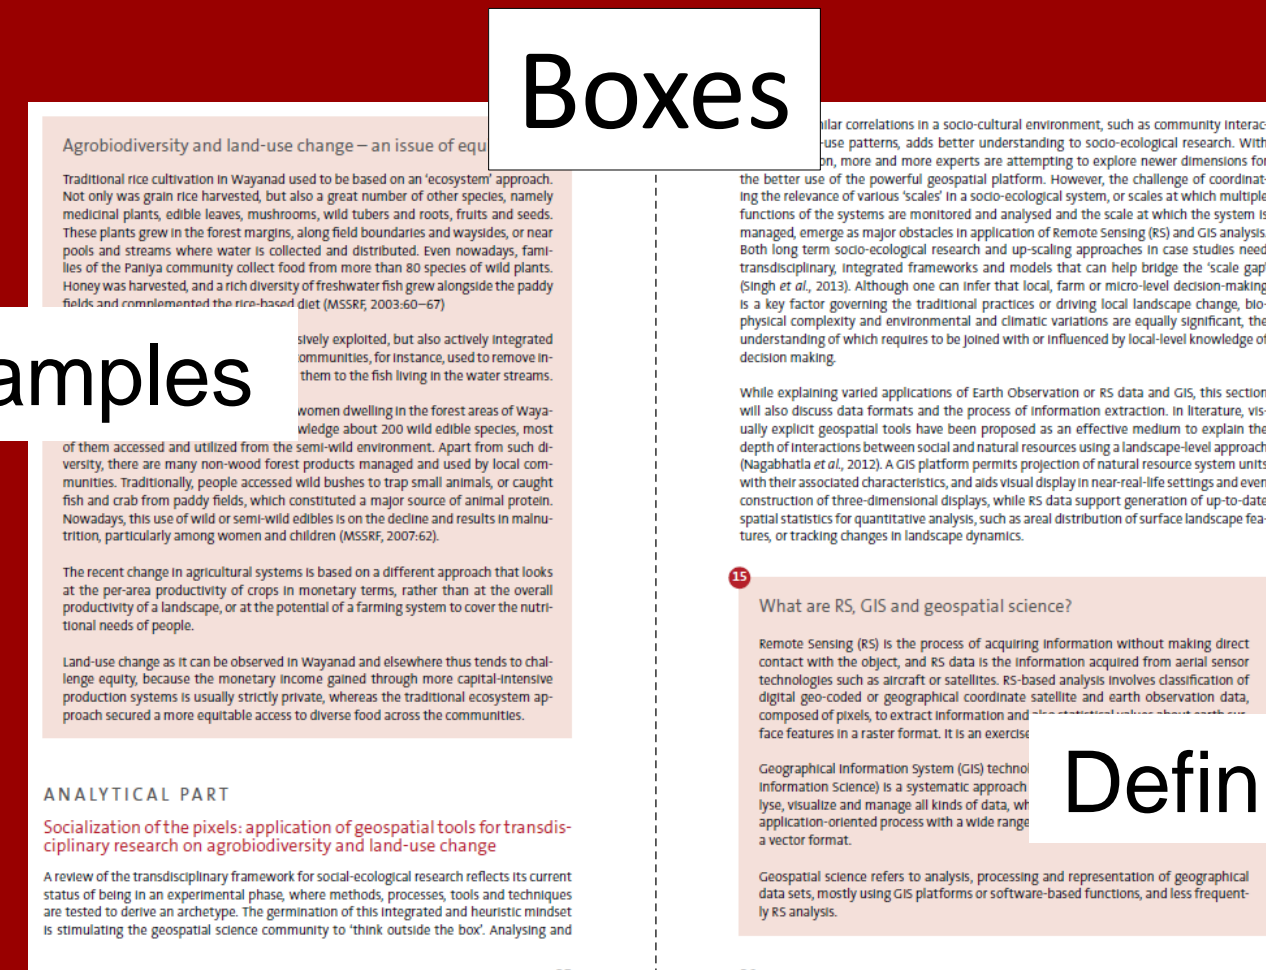 Boxes
Agrobiodiversity and land-use change – an issue of equ
Traditional rice cultivation in Wayanad used to be based on an ‘ecosystem’ approach.
Not only was grain rice harvested, but also a great number of other species, namely
medicinal plants, edible leaves, mushrooms, wild tubers and roots, fruits and seeds.
These plants grew in the forest margins, along field boundaries and waysides, or near
pools and streams where water is collected and distributed. Even nowadays, fami-
lies of the Paniya community collect food from more than 80 species of wild plants.
Honey was harvested, and a rich diversity of freshwater fish grew alongside the paddy
fields and complemented the rice-based diet (MSSRF, 2003:60–67)
sively exploited, but also actively integrated
ommunities, for instance, used to remove in-
them to the fish living in the water streams.
amples
women dwelling in the forest areas of Waya-
wledge about 200 wild edible species, most
of them accessed and utilized from the semi-wild environment. Apart from such di-
versity, there are many non-wood forest products managed and used by local com-
munities. Traditionally, people accessed wild bushes to trap small animals, or caught
fish and crab from paddy fields, which constituted a major source of animal protein.
Nowadays, this use of wild or semi-wild edibles is on the decline and results in malnu-
trition, particularly among women and children (MSSRF, 2007:62).
The recent change in agricultural systems is based on a different approach that looks
at the per-area productivity of crops in monetary terms, rather than at the overall
productivity of a landscape, or at the potential of a farming system to cover the nutri-
tional needs of people.
Land-use change as it can be observed in Wayanad and elsewhere thus tends to chal-
lenge equity, because the monetary income gained through more capital-intensive
production systems is usually strictly private, whereas the traditional ecosystem ap-
proach secured a more equitable access to diverse food across the communities.
ANALYTICAL PART
Socialization of the pixels: application of geospatial tools for transdis-
ciplinary research on agrobiodiversity and land-use change
A review of the transdisciplinary framework for social-ecological research reflects its current
status of being in an experimental phase, where methods, processes, tools and techniques
are tested to derive an archetype. The germination of this integrated and heuristic mindset
is stimulating the geospatial science community to ‘think outside the box’. Analysing and
ilar correlations in a socio-cultural environment, such as community interac-
-use patterns, adds better understanding to socio-ecological research. With
on, more and more experts are attempting to explore newer dimensions for
the better use of the powerful geospatial platform. However, the challenge of coordinat-
ing the relevance of various ‘scales’ in a socio-ecological system, or scales at which multiple
functions of the systems are monitored and analysed and the scale at which the system is
managed, emerge as major obstacles in application of Remote Sensing (RS) and GIS analysis.
Both long term socio-ecological research and up-scaling approaches in case studies need
transdisciplinary, integrated frameworks and models that can help bridge the ‘scale gap’
(Singh et al., 2013). Although one can infer that local, farm or micro-level decision-making
is a key factor governing the traditional practices or driving local landscape change, bio-
physical complexity and environmental and climatic variations are equally significant, the
understanding of which requires to be joined with or influenced by local-level knowledge of
decision making.
While explaining varied applications of Earth Observation or RS data and GIS, this section
will also discuss data formats and the process of information extraction. In literature, vis-
ually explicit geospatial tools have been proposed as an effective medium to explain the
depth of interactions between social and natural resources using a landscape-level approach
(Nagabhatla et al., 2012). A GIS platform permits projection of natural resource system units
with their associated characteristics, and aids visual display in near-real-life settings and even
construction of three-dimensional displays, while RS data support generation of up-to-date
spatial statistics for quantitative analysis, such as areal distribution of surface landscape fea-
tures, or tracking changes in landscape dynamics.
15
What are RS, GIS and geospatial science?
Remote Sensing (RS) is the process of acquiring information without making direct
contact with the object, and RS data is the information acquired from aerial sensor
technologies such as aircraft or satellites. RS-based analysis involves classification of
digital geo-coded or geographical coordinate satellite and earth observation data,
composed of pixels, to extract information and also statistical values about earth sur-
face features in a raster format. It is an exercise
Geographical Information System (GIS) technol
Information Science) is a systematic approach
lyse, visualize and manage all kinds of data, wh
application-oriented process with a wide range
a vector format.
Defin
Geospatial science refers to analysis, processing and representation of geographical
data sets, mostly using GIS platforms or software-based functions, and less frequent-
ly RS analysis.